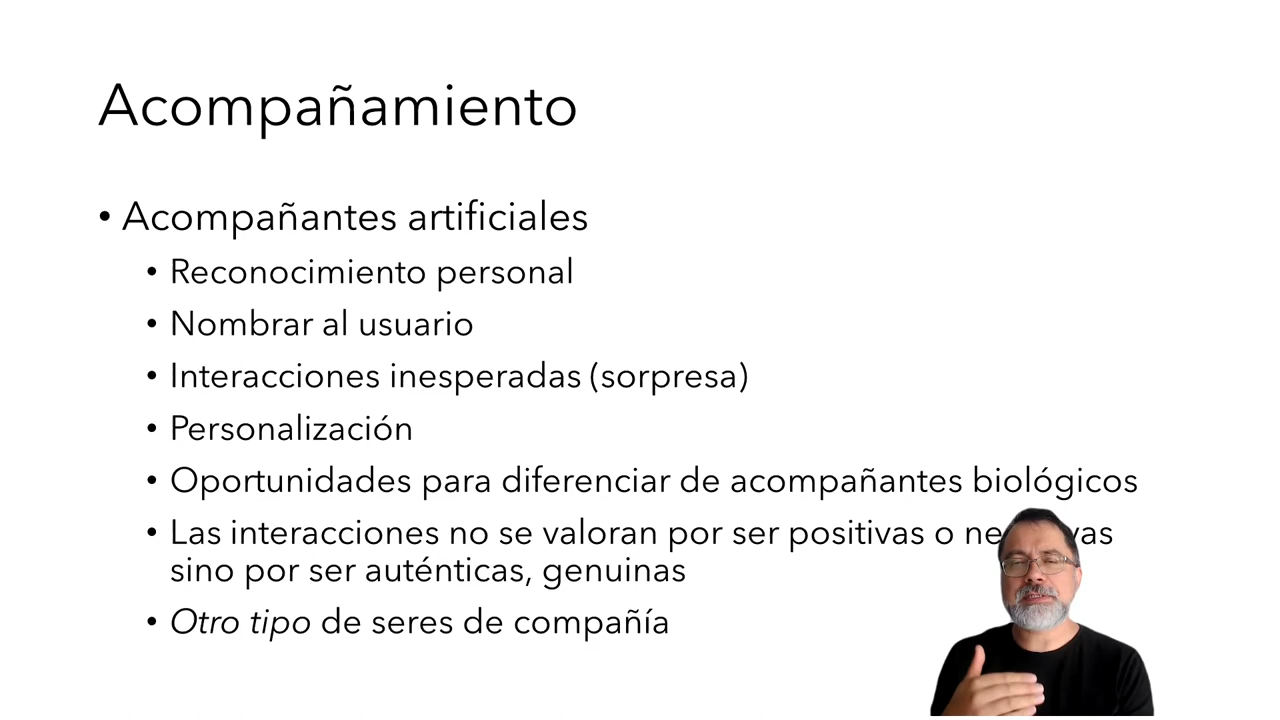 Acompañamiento
• Acompañantes artificiales
• Reconocimiento personal
• Nombrar al usuario
• Interacciones inesperadas (sorpresa)
• Personalización
• Oportunidades para diferenciar de acompañantes biológicos
• Las interacciones no se valoran por ser positivas o
sino por ser auténticas, genuinas
• Otro tipo de seres de compañía